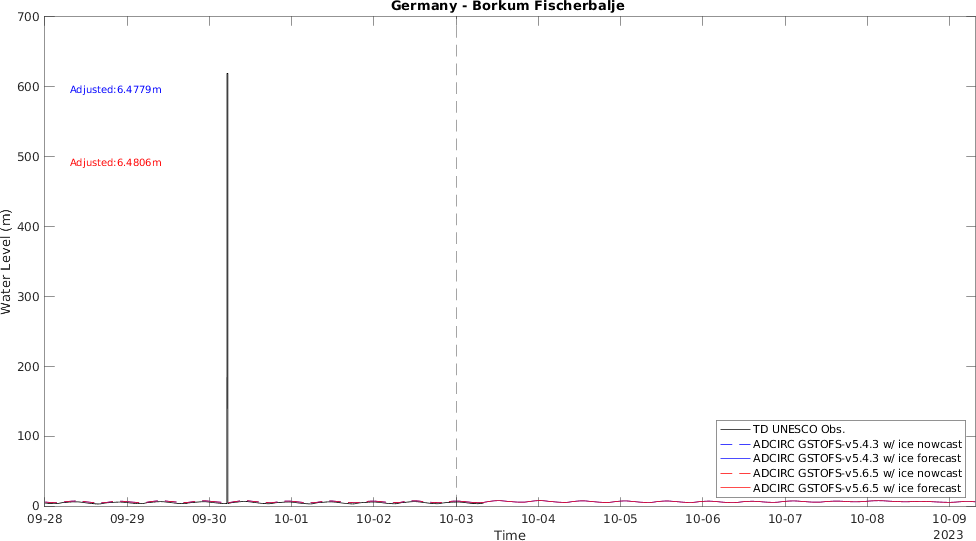 Germany - Borkum Fischerbalje
700
600
500
400
300
200
100
0
Water Level (m)
Adjusted:6.4779m
Adjusted:6.4806m
TD UNESCO Obs.
ADCIRC GSTOFS-v5.4.3 w/ ice nowcast
ADCIRC GSTOFS-v5.4.3 w/ ice forecast
ADCIRC GSTOFS-v5.6.5 w/ ice nowcast
ADCIRC GSTOFS-v5.6.5 w/ ice forecast
09-28 09-29 09-30 10-01 10-02 10-03 10-04 10-05 10-06 10-07 10-08 10-09
2023
Time